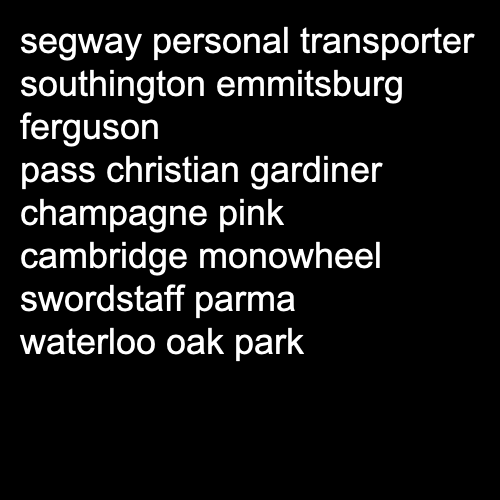 segway personal transporter
southington emmitsburg
ferguson
pass christian gardiner
champagne pink
cambridge monowheel
swordstaff parma
waterloo oak park